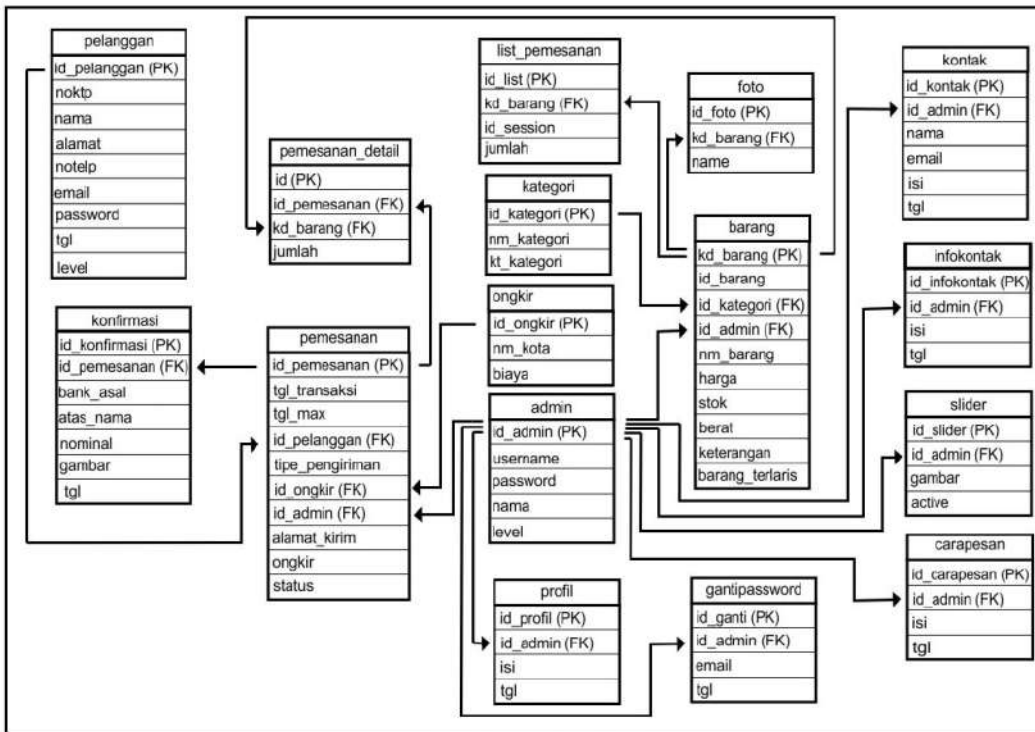 pelanggan
id_pelanggan (PK)
noktp
nama
alamat
notelp
email
password
tgl
level
konfirmasi
id_konfirmasi (PK)
id_pemesanan (FK)
bank_asal
atas_nama
nominal
gambar
tgl
pemesanan_detail
id (PK)
id_pemesanan (FK)
kd_barang (FK)
jumlah
pemesanan
id_pemesanan (PK)
tgl_transaksi
tgl_max
id_pelanggan (FK)
tipe_pengiriman
id_ongkir (FK)
id_admin (FK)
alamat_kirim
ongkir
status
list_pemesanan
id_list (PK)
kd_barang (FK)
id_session
jumlah
kategori
id_kategori (PK)
nm_kategori
kt_kategori
ongkir
id_ongkir (PK)
nm_kota
biaya
admin
id_admin (PK)
username
password
nama
level
profil
id_profil (PK)
id_admin (FK)
isi
tgl
foto
id_foto (PK)
kd_barang (FK)
name
barang
kd_barang (PK)
id_barang
id_kategori (FK)
id_admin (FK)
nm_barang
harga
stok
berat
keterangan
barang_terlaris
gantipassword
id_ganti (PK)
id_admin (FK)
email
tgl
kontak
id_kontak (PK)
id_admin (FK)
nama
email
isi
tgl
infokontak
id_infokontak (PK)
id_admin (FK)
isi
tgl
slider
id_slider (PK)
id_admin (FK)
gambar
active
carapesan
id_carapesan (PK)
id_admin (FK)
isi
tgl